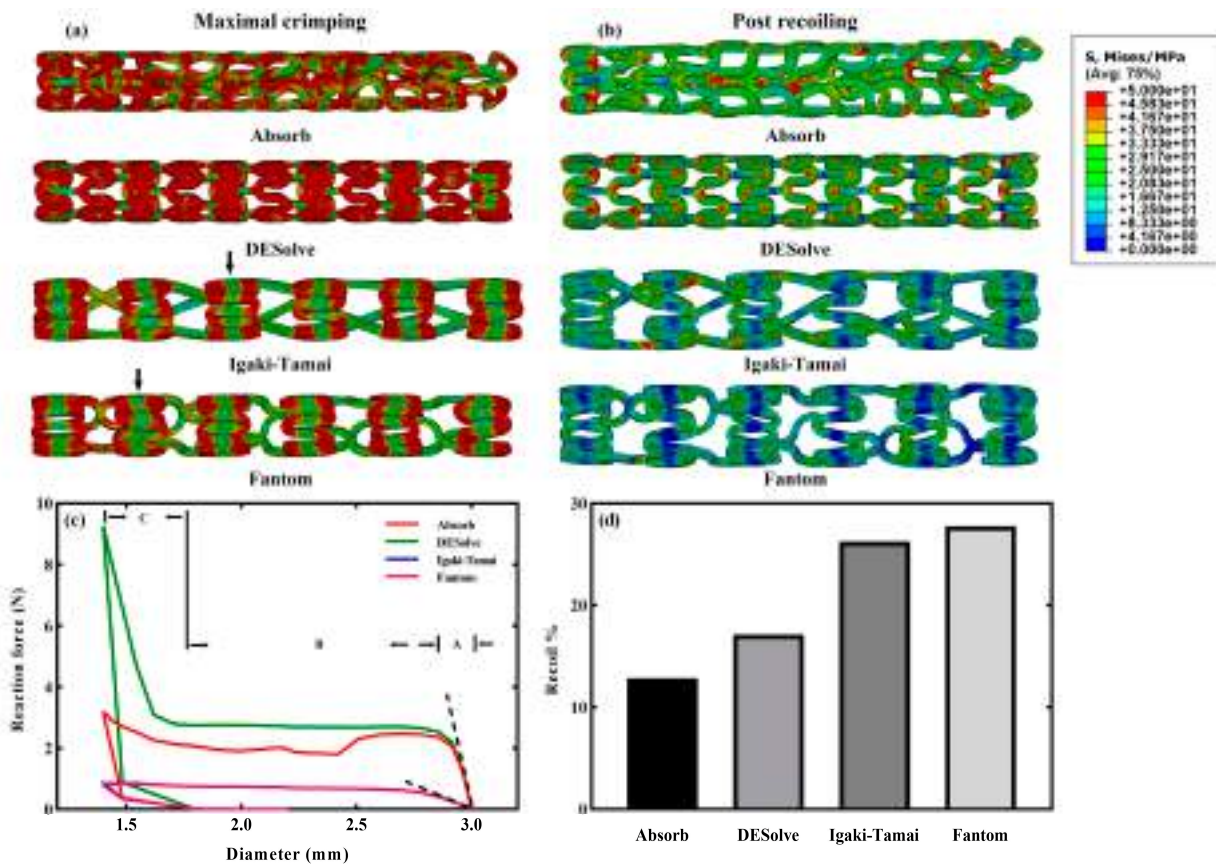 (a) Maximal crimping
(b) Post recoiling
S, Mises/MPa
(Avg: 75%)
+5.000e+01
+4.583e+01
+4.167e+01
+3.750e+01
+3.333e+01
+2.917e+01
+2.500e+01
+2.083e+01
+1.667e+01
+1.250e+01
+8.333e+00
+4.167e+00
+0.000e+00
Absorb
Absorb
DESolve
DESolve
Igaki-Tamai
Igaki-Tamai
Fantom
Fantom
(c)
10
8
6
4
2
0
Reaction force (N)
C
B
A
Absorb
DESolve
Igaki-Tamai
Fantom
1.5
2.0
2.5
3.0
Diameter (mm)
(d)
30
20
10
0
Recoil %
Absorb
DESolve
Igaki-Tamai
Fantom